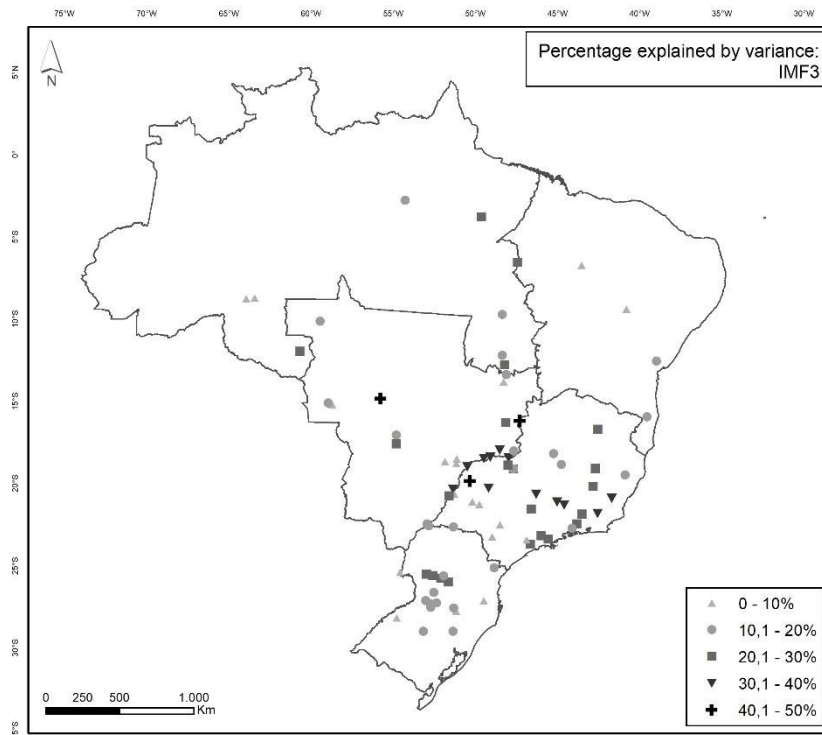 75°W 70°W 65°W 60°W 55°W 50°W 45°W 40°W 35°W 30°W
Percentage explained by variance:
IMF3
N
5°N
0°
5°S
10°S
15°S
20°S
25°S
30°S
5°S
0 - 10%
10,1 - 20%
20,1 - 30%
30,1 - 40%
40,1 - 50%
0 250 500 1.000
Km